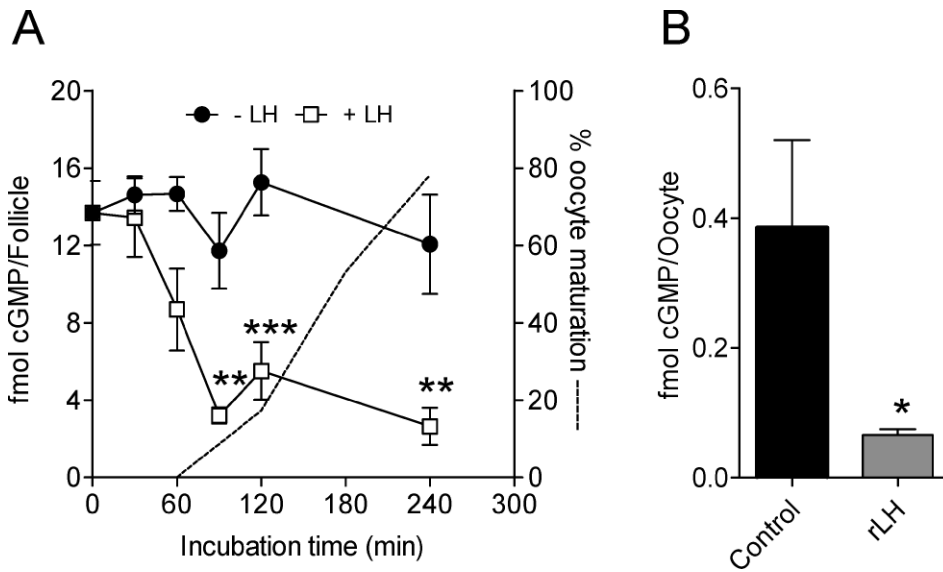 A
B
20
16
12
8
4
0
fmol cGMP/Follicle
- LH + LH
** *** **
100
80
60
40
20
0
% oocyte maturation -----
0 60 120 180 240 300
Incubation time (min)
0.6
0.4
0.2
0.0
fmol cGMP/Oocyte
*
Control rLH